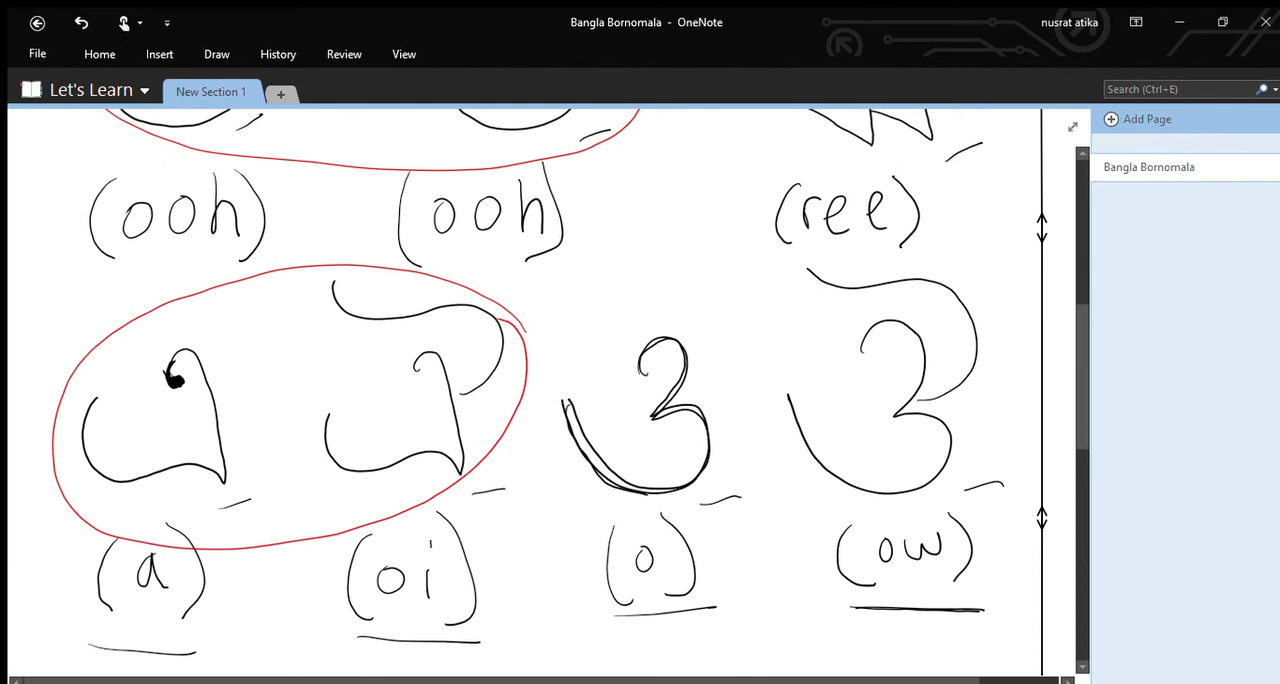 Bangla Bornomala - OneNote
nusrat atika
File Home Insert Draw History Review View
Let's Learn New Section 1
Search (Ctrl+E)
Add Page
Bangla Bornomala
(ooh) (ooh) (ree)
এ ঐ ও ঔ
(a) (oi) (o) (ow)